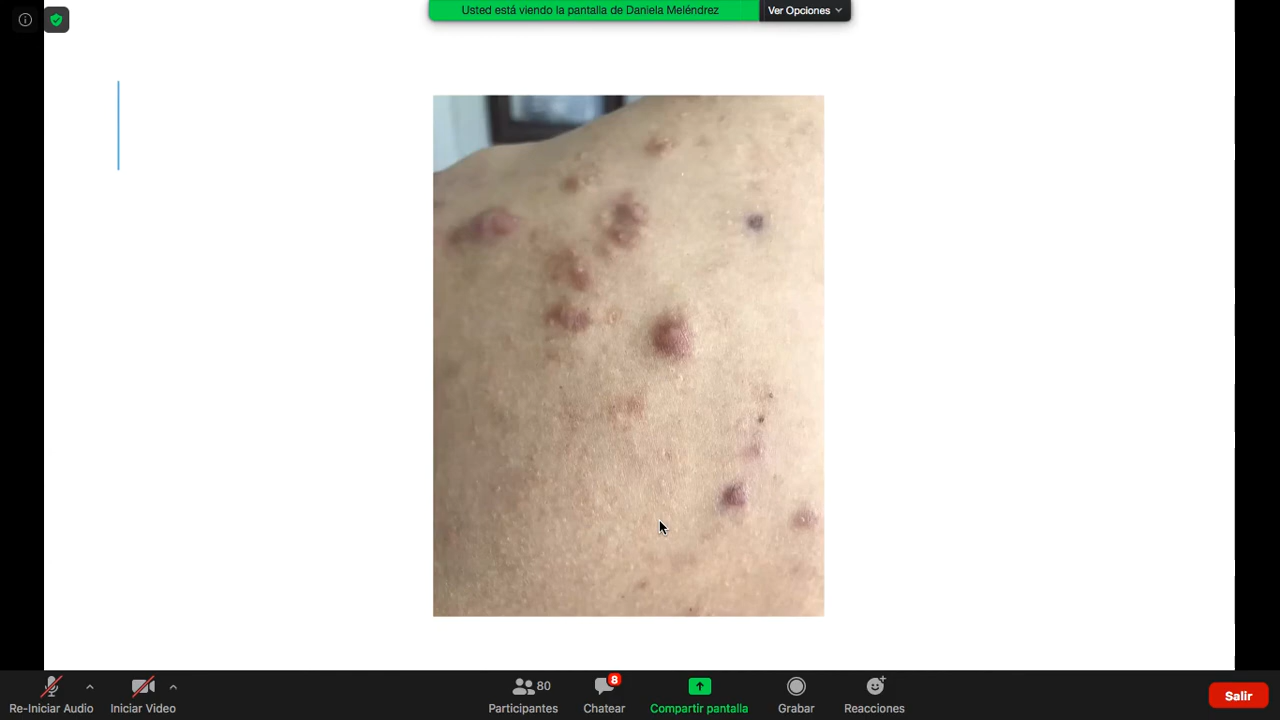 Usted está viendo la pantalla de Daniela Meléndrez
Ver Opciones
Re-Iniciar Audio
Iniciar Video
80
Participantes
8
Chatear
Compartir pantalla
Grabar
Reacciones
Salir